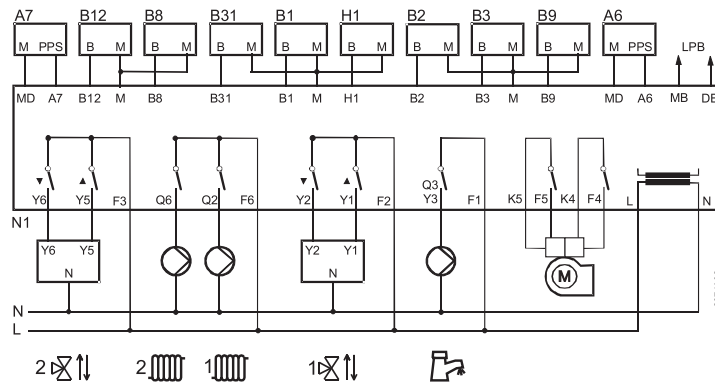 A7 B12 B8 B31 B1 H1 B2 B3 B9 A6
M PPS B M B M B M B M B M B M B M B M M PPS LPB
MD A7 B12 M B8 B31 B1 M H1 B2 B3 M B9 MD A6 MB DB
Q3
Y6 Y5 F3 Q6 Q2 F6 Y2 Y1 F2 Y3 F1 K5 F5 K4 F4 L N
N1
Y6 Y5 Y2 Y1
N N M
N
L
2 2 1 1